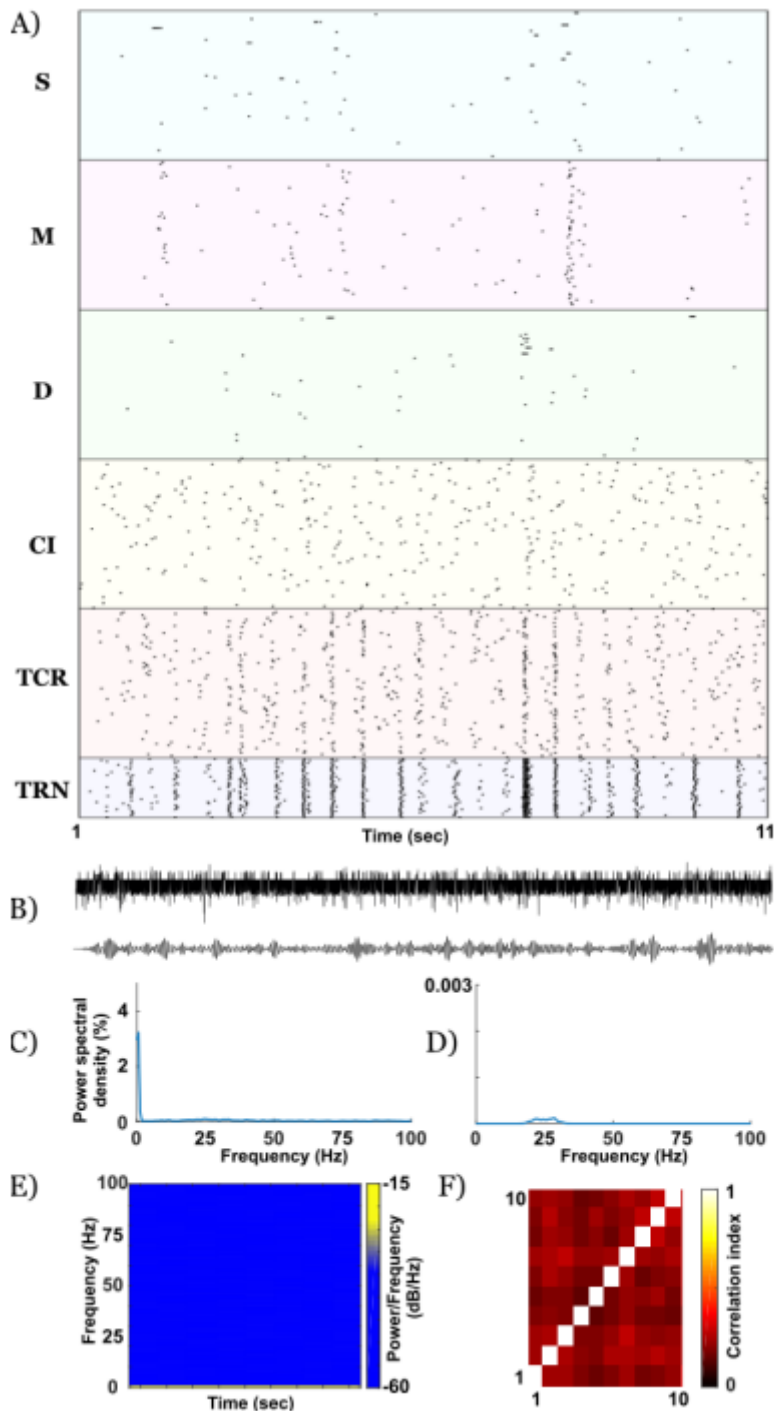 A)
S
M
D
CI
TCR
TRN
1
Time (sec)
11
B)
C)
Power spectral
density (%)
4
2
0
0
25
50
75
100
Frequency (Hz)
D)
0.003
0
25
50
75
100
Frequency (Hz)
E)
Frequency (Hz)
100
75
50
25
0
Time (sec)
-15
-60
Power/Frequency
(dB/Hz)
F)
10
1
1
10
1
0
Correlation index